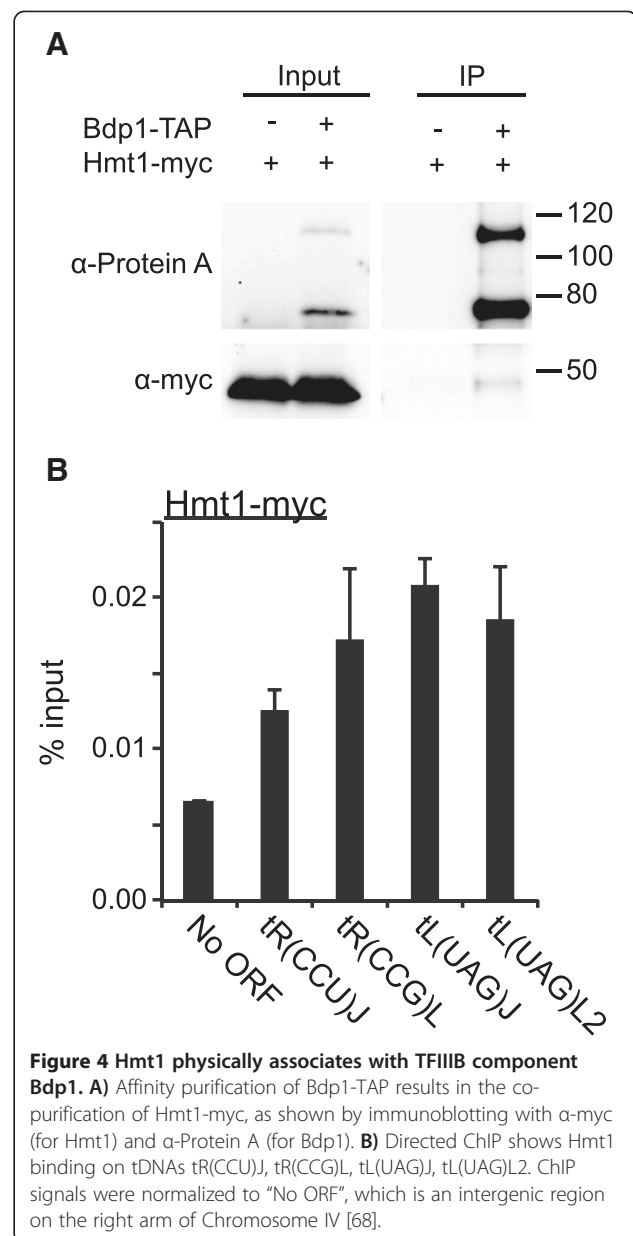 A
Input IP
Bdp1-TAP - + - +
Hmt1-myc + + + +
α-Protein A
120
100
80
α-myc
50
B
Hmt1-myc
% input
0.02
0.01
0.00
No ORF
tR(CCU)J
tR(CCG)L
tL(UAG)J
tL(UAG)L2
Figure 4 Hmt1 physically associates with TFIIIB component
Bdp1. A) Affinity purification of Bdp1-TAP results in the co-
purification of Hmt1-myc, as shown by immunoblotting with α-myc
(for Hmt1) and α-Protein A (for Bdp1). B) Directed ChIP shows Hmt1
binding on tDNAs tR(CCU)J, tR(CCG)L, tL(UAG)J, tL(UAG)L2. ChIP
signals were normalized to “No ORF”, which is an intergenic region
on the right arm of Chromosome IV [68].